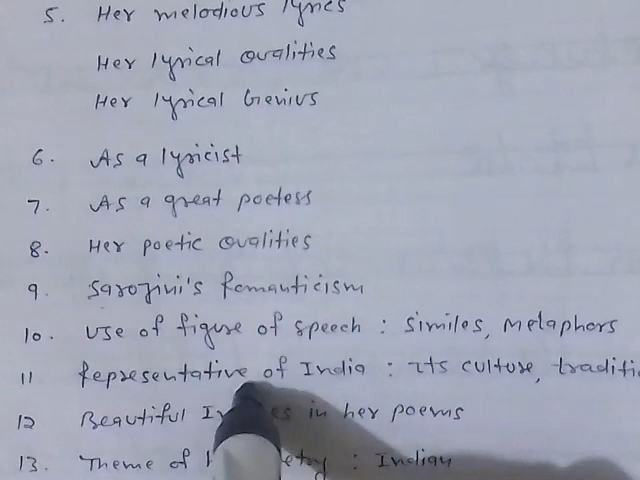 5. Her melodious lyrics
Her lyrical Qualities
Her lyrical Genius
6. As a lyricist
7. As a great poetess
8. Her poetic Qualities
9. Sarojini's Romanticism
10. Use of figure of speech : Similes, Metaphors
11 Representative of India : Its culture,
12 Beautiful in her poems
13. Theme of : Indian